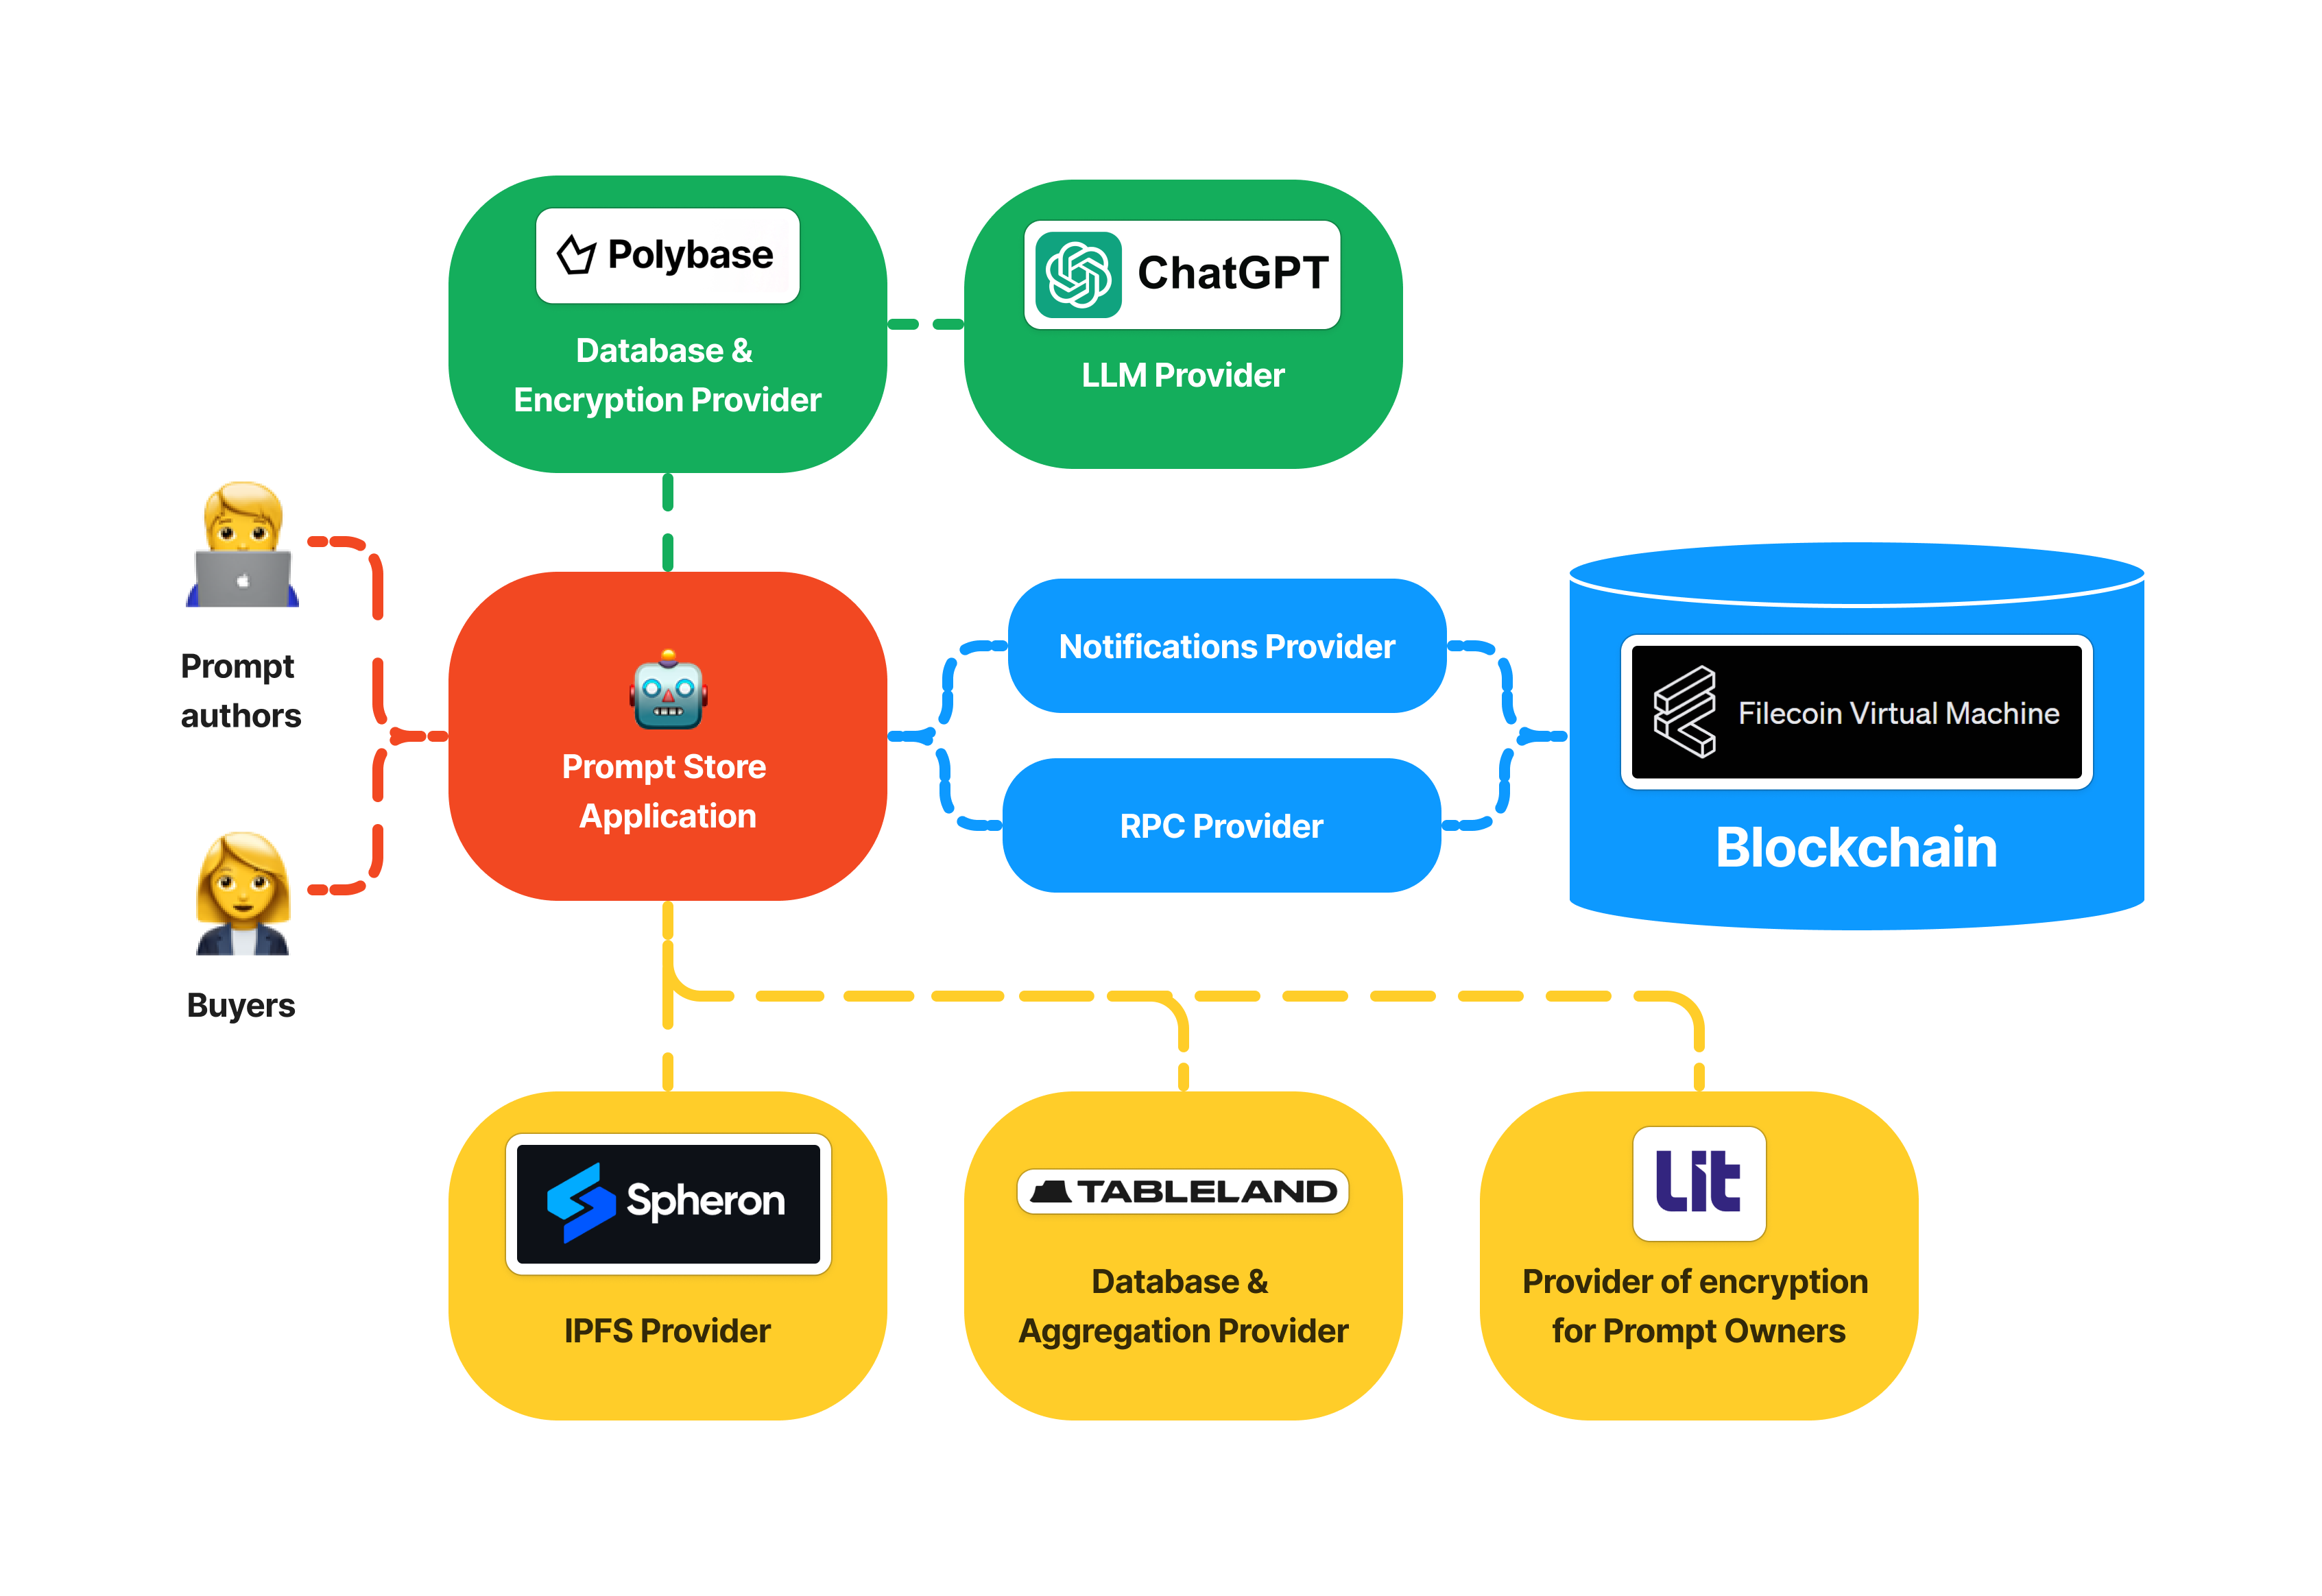 Polybase
Database &
Encryption Provider
ChatGPT
LLM Provider
Prompt
authors
Buyers
Prompt Store
Application
Notifications Provider
RPC Provider
Filecoin Virtual Machine
Blockchain
Spheron
IPFS Provider
TABLELAND
Database &
Aggregation Provider
Lit
Provider of encryption
for Prompt Owners